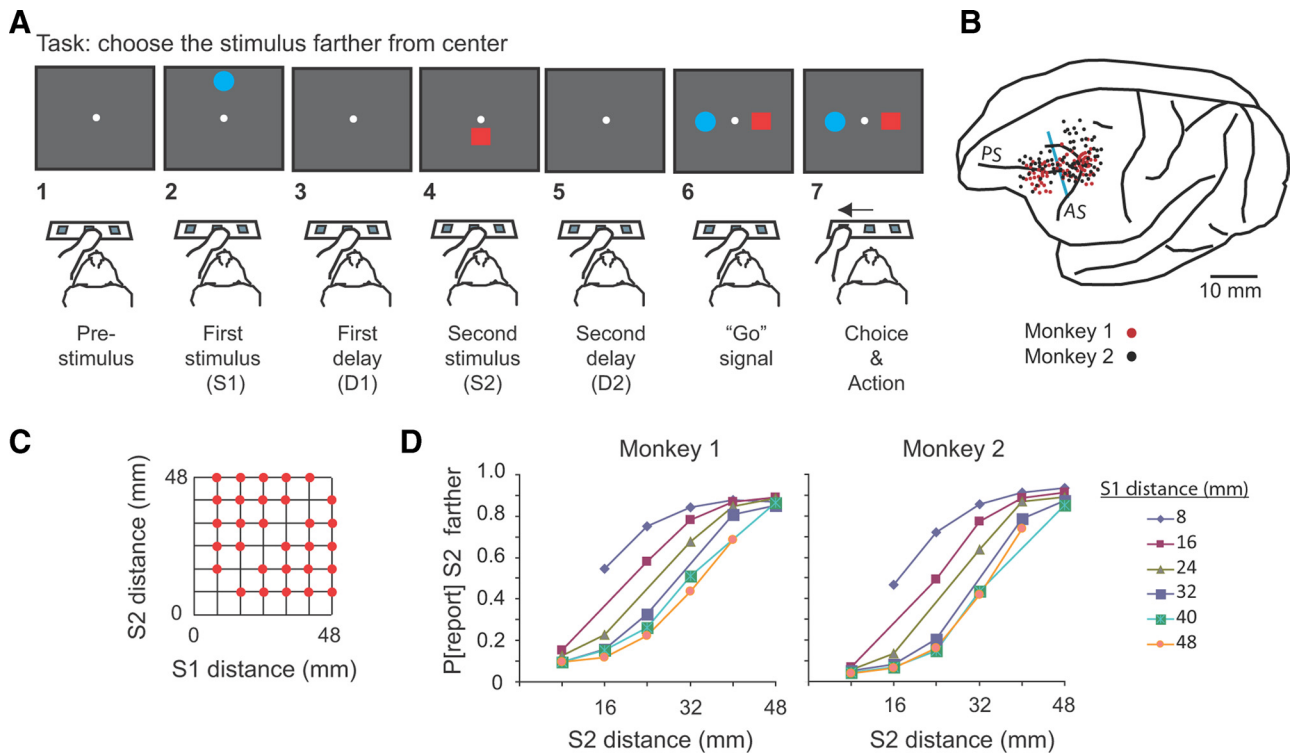 A
Task: choose the stimulus farther from center
1
2
3
4
5
6
7
Pre-
stimulus
First
stimulus
(S1)
First
delay
(D1)
Second
stimulus
(S2)
Second
delay
(D2)
“Go”
signal
Choice
&
Action
B
PS
AS
10 mm
Monkey 1
Monkey 2
C
S2 distance (mm)
48
0
0
48
S1 distance (mm)
D
Monkey 1
P[report] S2 farther
1.0
0.8
0.6
0.4
0.2
0
16
32
48
S2 distance (mm)
Monkey 2
16
32
48
S2 distance (mm)
S1 distance (mm)
8
16
24
32
40
48